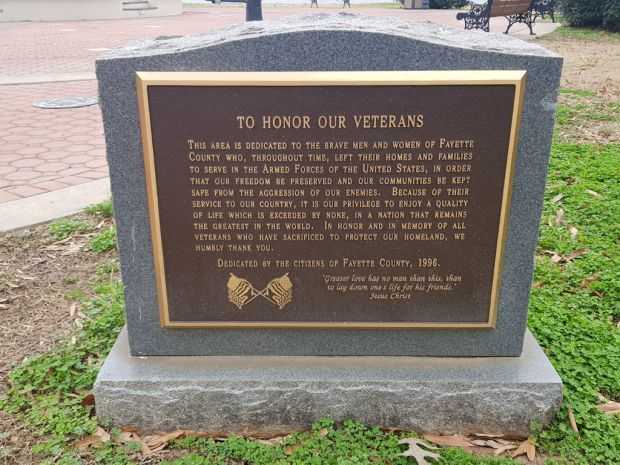 TO HONOR OUR VETERANS
THIS AREA IS DEDICATED TO THE BRAVE MEN AND WOMEN OF FAYETTE
COUNTY WHO, THROUGHOUT TIME, LEFT THEIR HOMES AND FAMILIES
TO SERVE IN THE ARMED FORCES OF THE UNITED STATES, IN ORDER
THAT OUR FREEDOM BE PRESERVED AND OUR COMMUNITIES BE KEPT
SAFE FROM THE AGGRESSION OF OUR ENEMIES. BECAUSE OF THEIR
SERVICE TO OUR COUNTRY, IT IS OUR PRIVILEGE TO ENJOY A QUALITY
OF LIFE WHICH IS EXCEEDED BY NONE, IN A NATION THAT REMAINS
THE GREATEST IN THE WORLD. IN HONOR AND IN MEMORY OF ALL
VETERANS WHO HAVE SACRIFICED TO PROTECT OUR HOMELAND, WE
HUMBLY THANK YOU.
DEDICATED BY THE CITIZENS OF FAYETTE COUNTY, 1996.
"Greater love has no man than this, than
to lay down one's life for his friends."
Jesus Christ